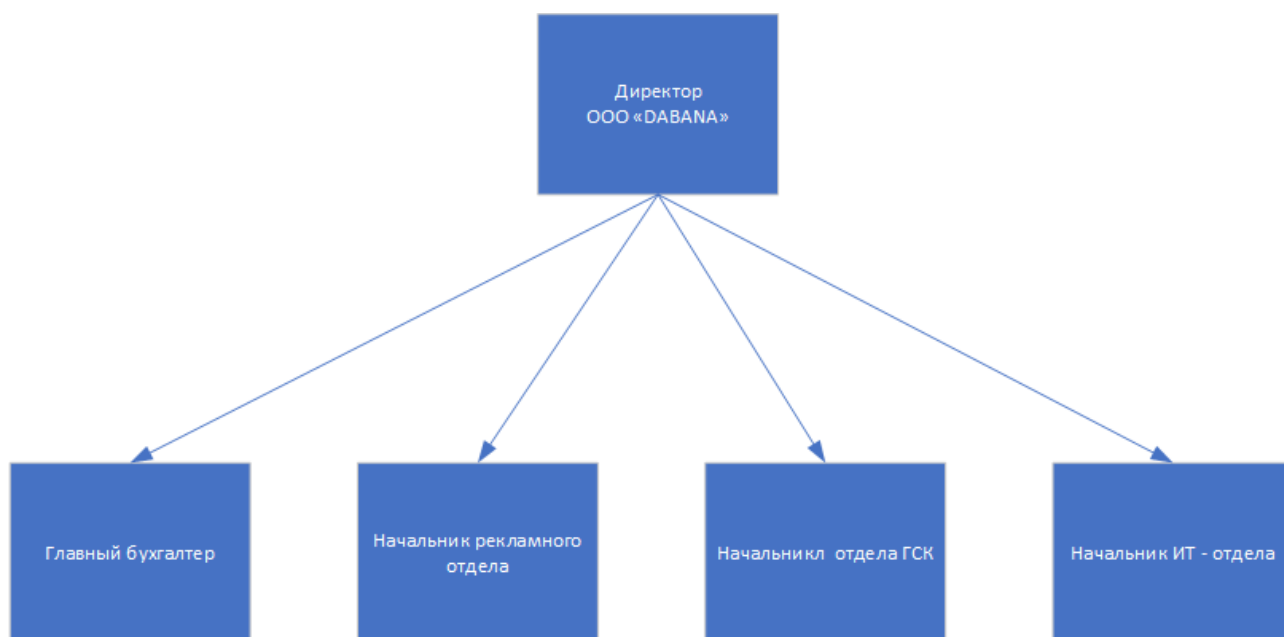 Директор
ООО «DABANA»
Главный бухгалтер
Начальник рекламного
отдела
Начальникл отдела ГСК
Начальник ИТ - отдела